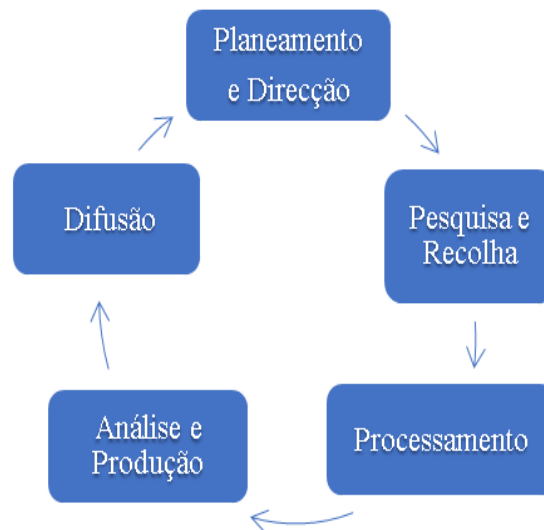 Planeamento
e Direcção
Pesquisa e
Recolha
Processamento
Análise e
Produção
Difusão